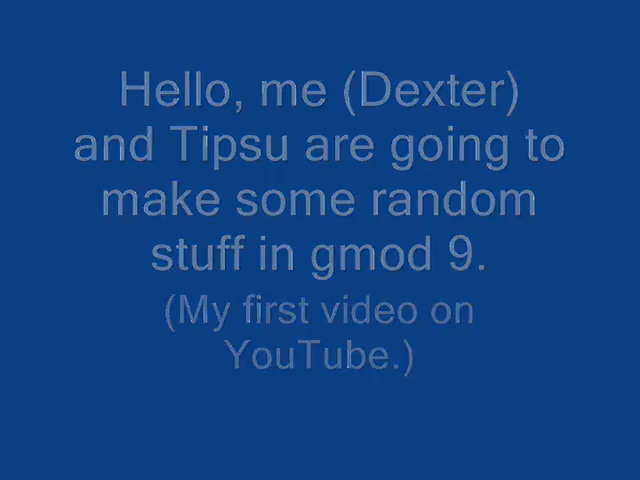 Hello, me (Dexter)
and Tipsu are going to
make some random
stuff in gmod 9.
(My first video on
YouTube.)